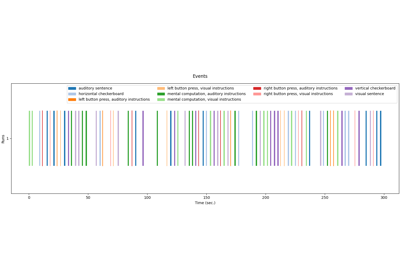 Events
auditory sentence
horizontal checkerboard
left button press, auditory instructions
left button press, visual instructions
mental computation, auditory instructions
mental computation, visual instructions
right button press, auditory instructions
right button press, visual instructions
vertical checkerboard
visual sentence
Runs
1
0 50 100 150 200 250 300
Time (sec.)